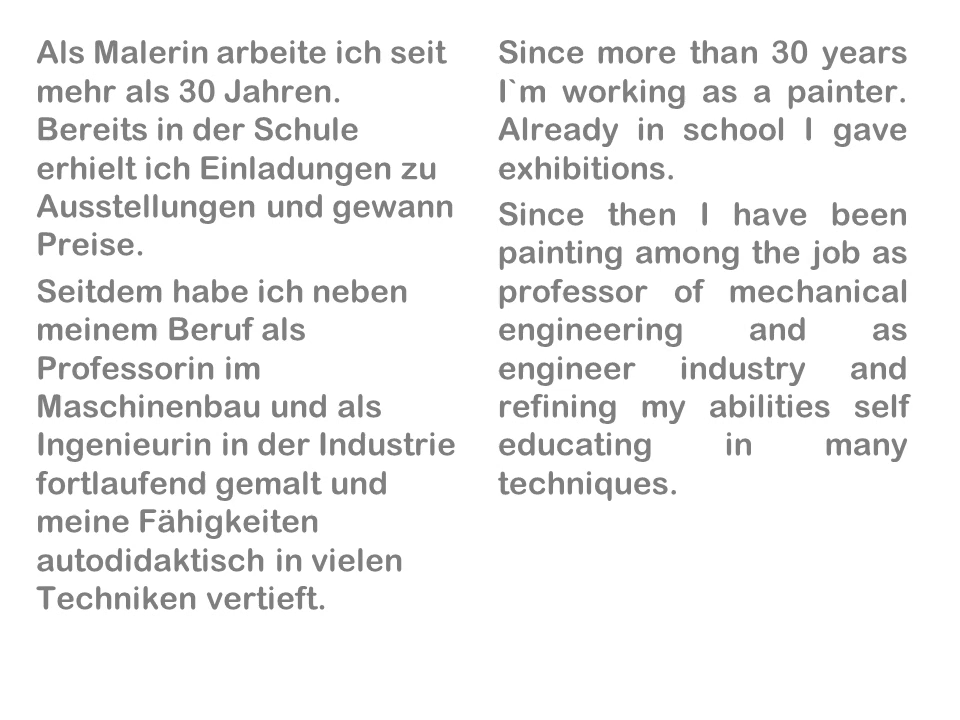 Als Malerin arbeite ich seit
mehr als 30 Jahren.
Bereits in der Schule
erhielt ich Einladungen zu
Ausstellungen und gewann
Preise.
Seitdem habe ich neben
meinem Beruf als
Professorin im
Maschinenbau und als
Ingenieurin in der Industrie
fortlaufend gemalt und
meine Fähigkeiten
autodidaktisch in vielen
Techniken vertieft.
Since more than 30 years
I`m working as a painter.
Already in school I gave
exhibitions.
Since then I have been
painting among the job as
professor of mechanical
engineering and as
engineer industry and
refining my abilities self
educating in many
techniques.